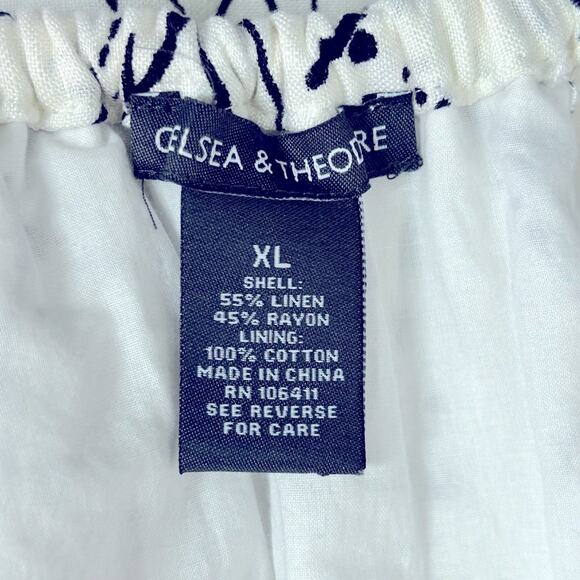 CELSEA & THEODRE
XL
SHELL:
55% LINEN
45% RAYON
LINING:
100% COTTON
MADE IN CHINA
RN 106411
SEE REVERSE
FOR CARE